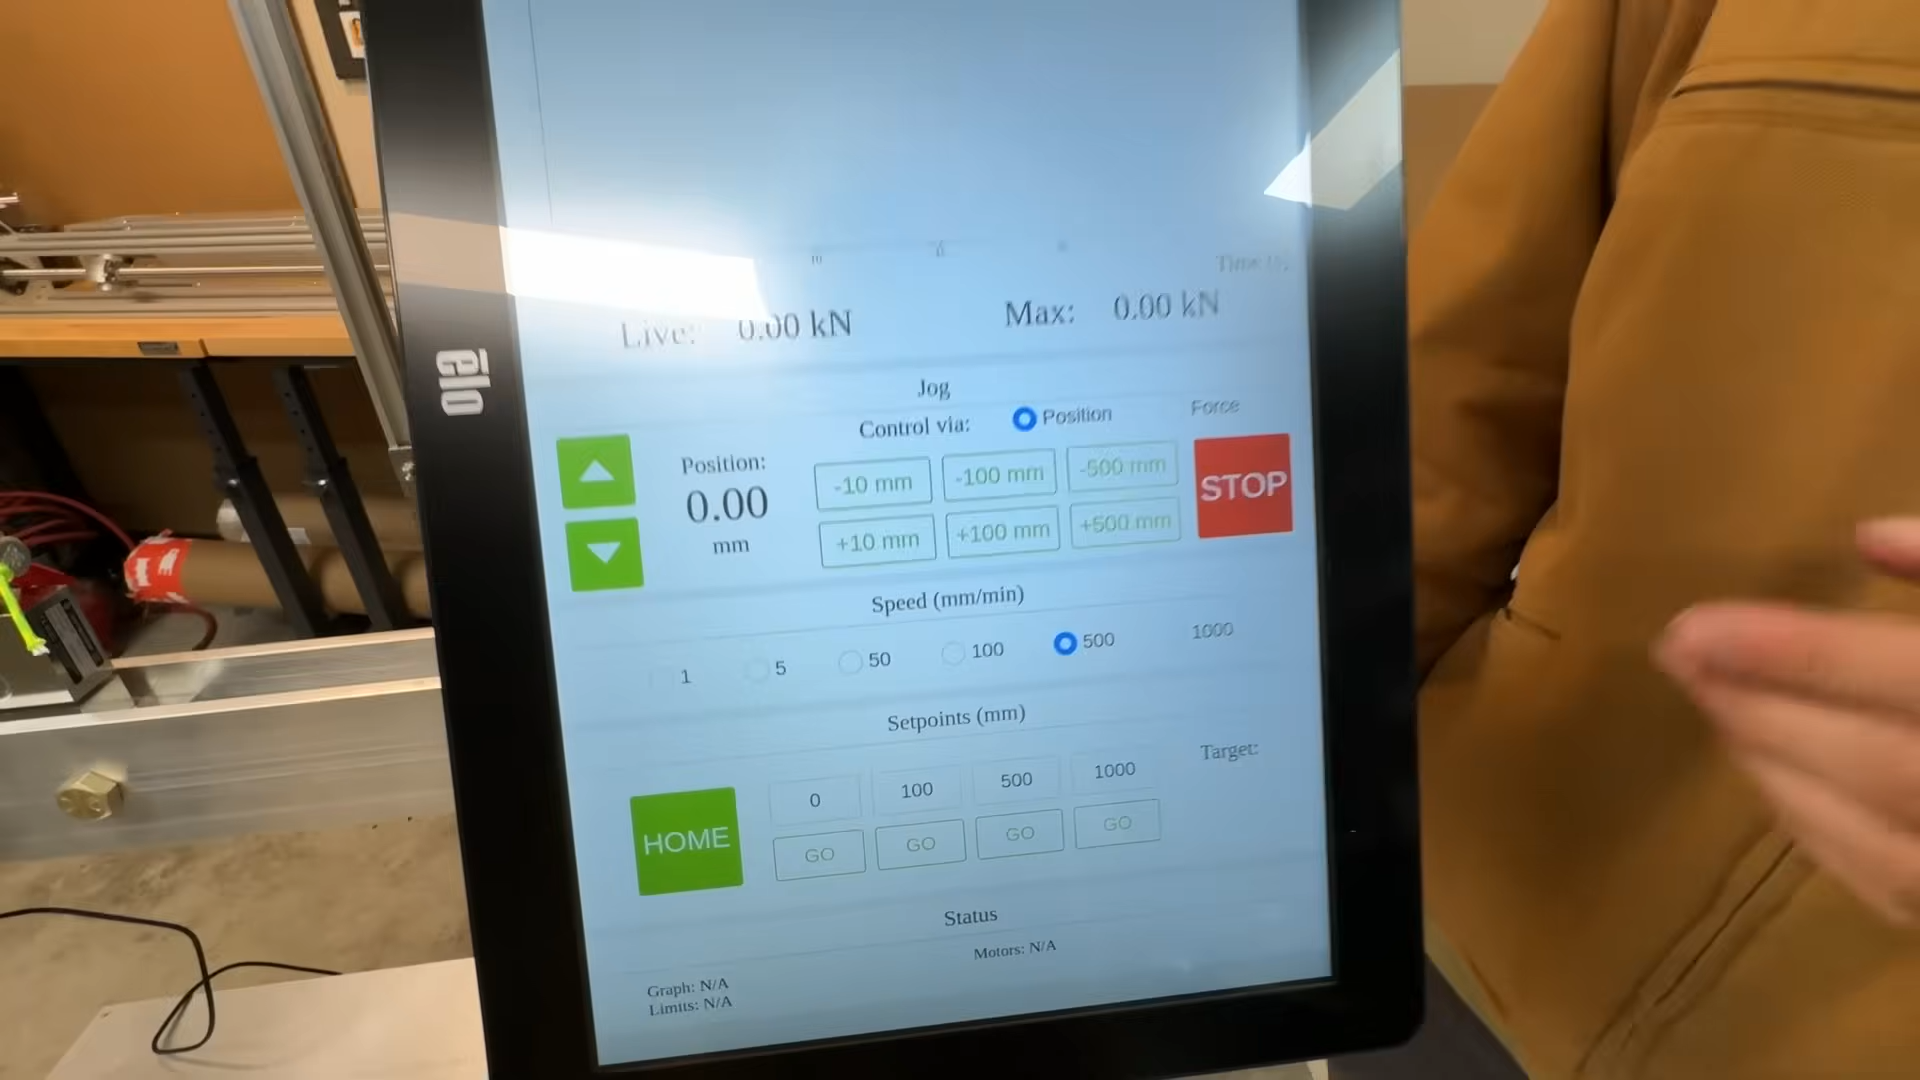 elo
Live: 0.00 kN Max: 0.00 kN
Jog
Control via: Position Force
Position:
0.00
mm
-10 mm -100 mm -500 mm
+10 mm +100 mm +500 mm
STOP
Speed (mm/min)
1 5 50 100 500 1000
Setpoints (mm)
Target:
HOME
0 100 500 1000
GO GO GO GO
Status
Motors: N/A
Graph: N/A
Limits: N/A